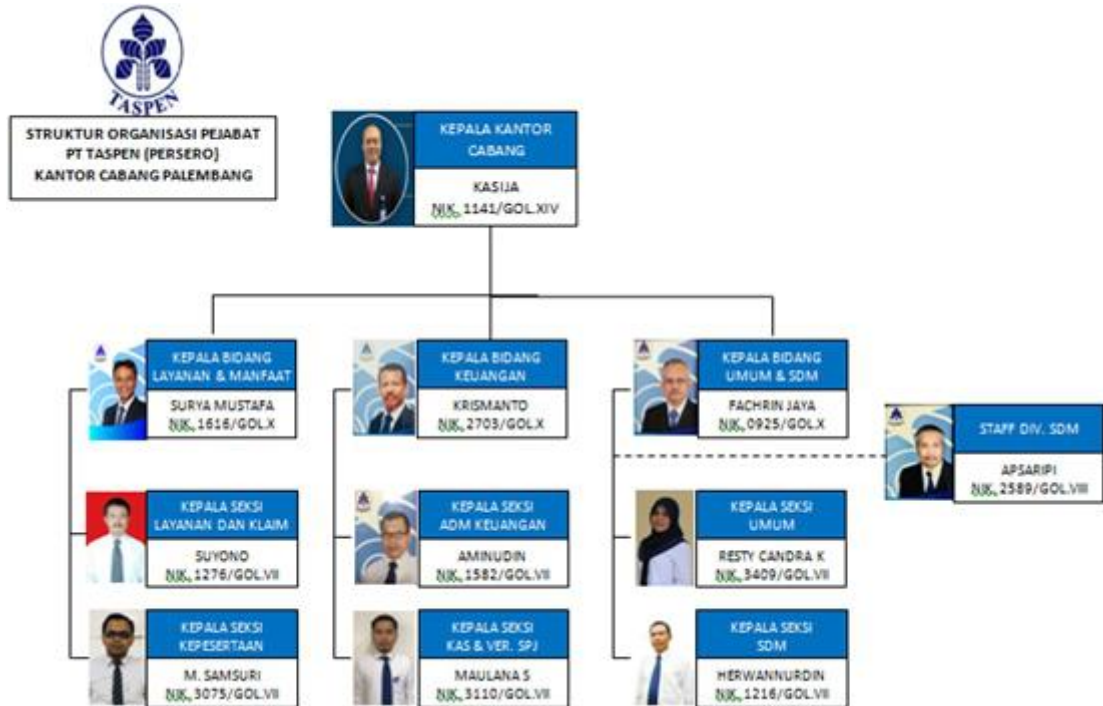 TASPEN
STRUKTUR ORGANISASI PEJABAT
PT TASPEN (PERSERO)
KANTOR CABANG PALEMBANG
KEPALA KANTOR
CABANG
KASIJA
NIK. 1141/GOL.XIV
KEPALA BIDANG
LAYANAN & MANFAAT
SURYA MUSTAFA
NIK. 1616/GOL.X
KEPALA BIDANG
KEUANGAN
KRISMANTO
NIK. 2703/GOL.X
KEPALA BIDANG
UMUM & SDM
FACHRIN JAYA
NIK. 0925/GOL.X
STAFF DIV. SDM
APSARIPI
NIK. 2589/GOL.VIII
KEPALA SEKSI
LAYANAN DAN KLAIM
SUYONO
NIK. 1276/GOL.VII
KEPALA SEKSI
ADM KEUANGAN
AMINUDIN
NIK. 1582/GOL.VII
KEPALA SEKSI
UMUM
RESTY CANDRA K
NIK. 3409/GOL.VII
KEPALA SEKSI
KEPESERTAAN
M. SAMSURI
NIK. 3075/GOL.VII
KEPALA SEKSI
KAS & VER. SPJ
MAULANA S
NIK. 3110/GOL.VII
KEPALA SEKSI
SDM
HERWANNURDIN
NIK. 1216/GOL.VII